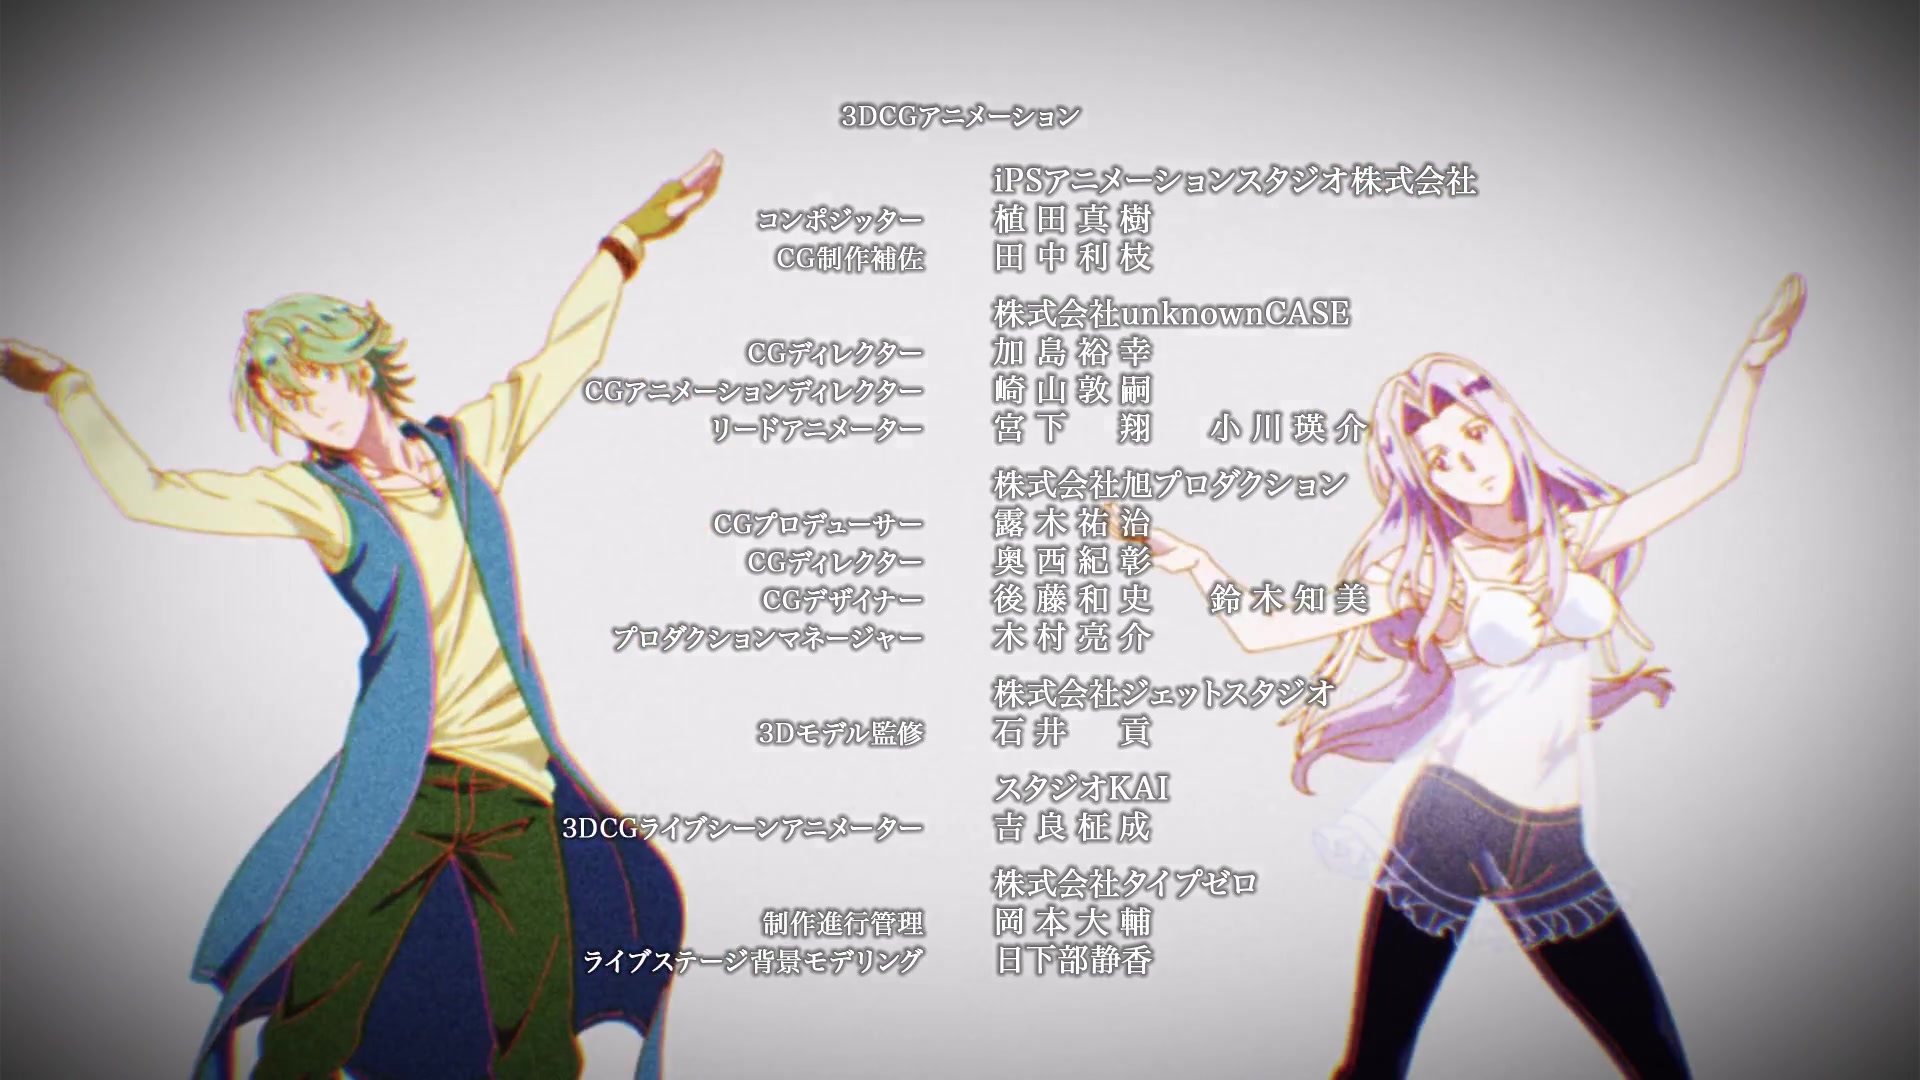 3DCGアニメーション
iPSアニメーションスタジオ株式会社
コンポジッター 植田真樹
CG制作補佐 田中利枝
株式会社unknownCASE
CGディレクター 加島裕幸
CGアニメーションディレクター 崎山敦嗣
リードアニメーター 宮下 翔 小川瑛介
株式会社旭プロダクション
CGプロデューサー 露木祐治
CGディレクター 奥西紀彰
CGデザイナー 後藤和史 鈴木知美
プロダクションマネージャー 木村亮介
株式会社ジェットスタジオ
3Dモデル監修 石井 貢
スタジオKAI
3DCGライブシーンアニメーター 吉良柾成
株式会社タイプゼロ
制作進行管理 岡本大輔
ライブステージ背景モデリング 日下部静香